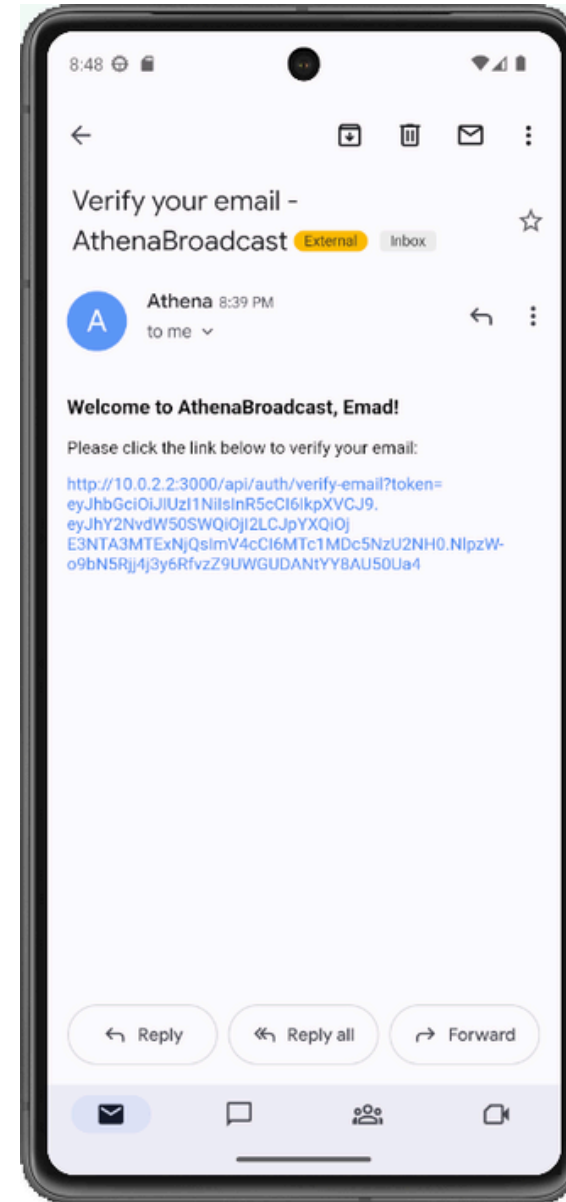 8:48
Verify your email -
AthenaBroadcast External Inbox
A
Athena 8:39 PM
to me
Welcome to AthenaBroadcast, Emad!
Please click the link below to verify your email:
http://10.0.2.2:3000/api/auth/verify-email?token=
eyJhbGciOiJIUzI1NiIsInR5cCI6IkpXVCJ9.
eyJhY2NvdW50SWQiOjI2LCJpYXQiOj
E3NTA3MTExNjQsImV4cCI6MTc1MDc5NzU2NH0.NlpzW-
o9bN5Rjj4j3y6RfvzZ9UWGUDANtYY8AU50Ua4
Reply
Reply all
Forward